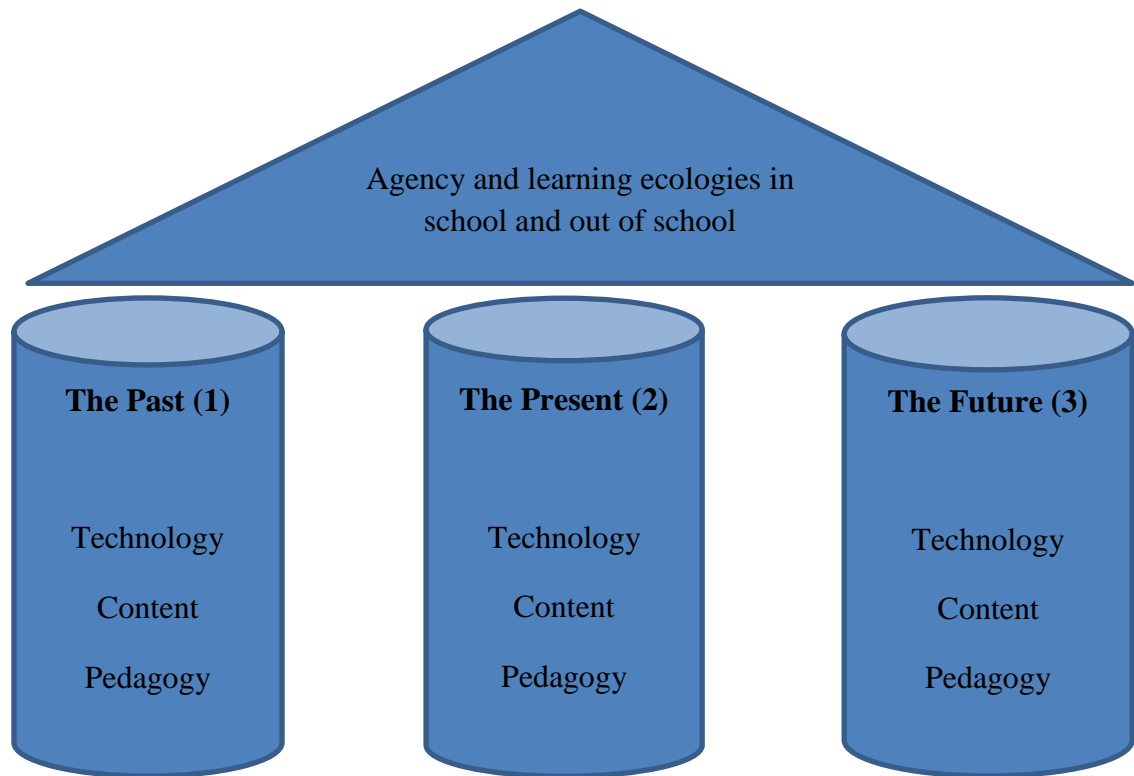 Agency and learning ecologies in
school and out of school
The Past (1)
Technology
Content
Pedagogy
The Present (2)
Technology
Content
Pedagogy
The Future (3)
Technology
Content
Pedagogy